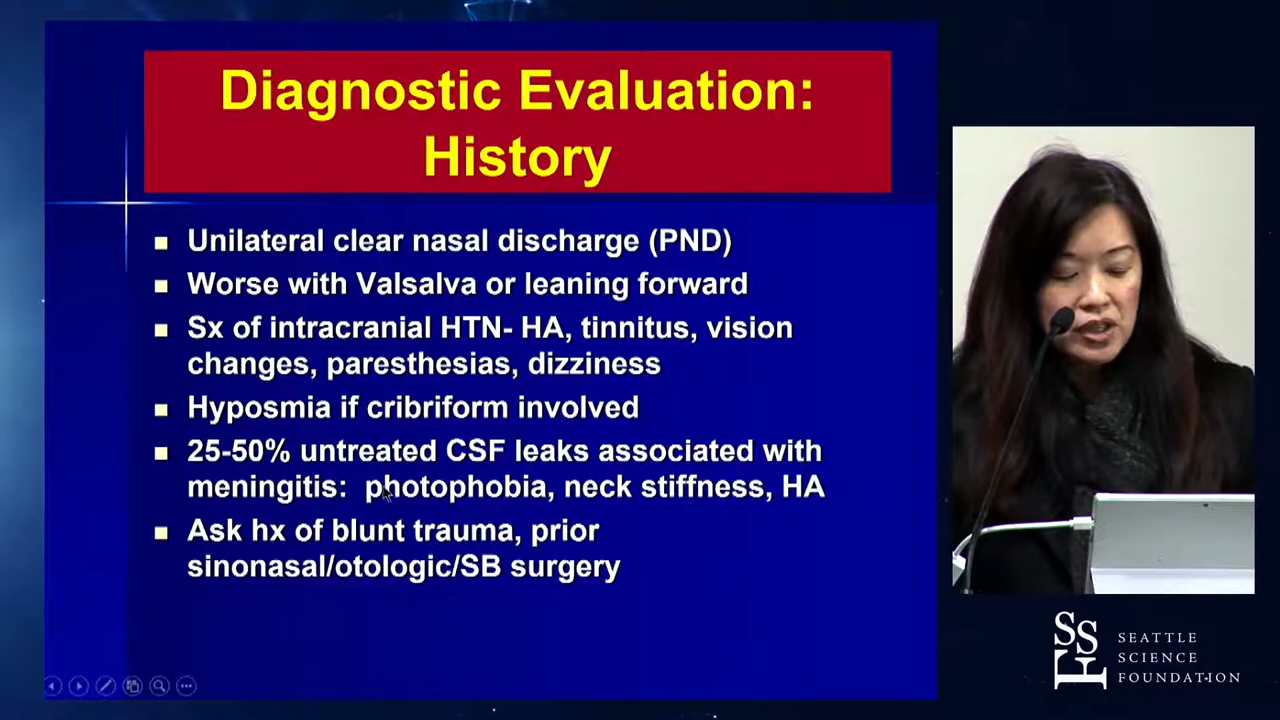 Diagnostic Evaluation:
History
Unilateral clear nasal discharge (PND)
Worse with Valsalva or leaning forward
Sx of intracranial HTN- HA, tinnitus, vision
changes, paresthesias, dizziness
Hyposmia if cribriform involved
25-50% untreated CSF leaks associated with
meningitis:  photophobia, neck stiffness, HA
Ask hx of blunt trauma, prior
sinonasal/otologic/SB surgery
SSF
SEATTLE
SCIENCE
FOUNDATION